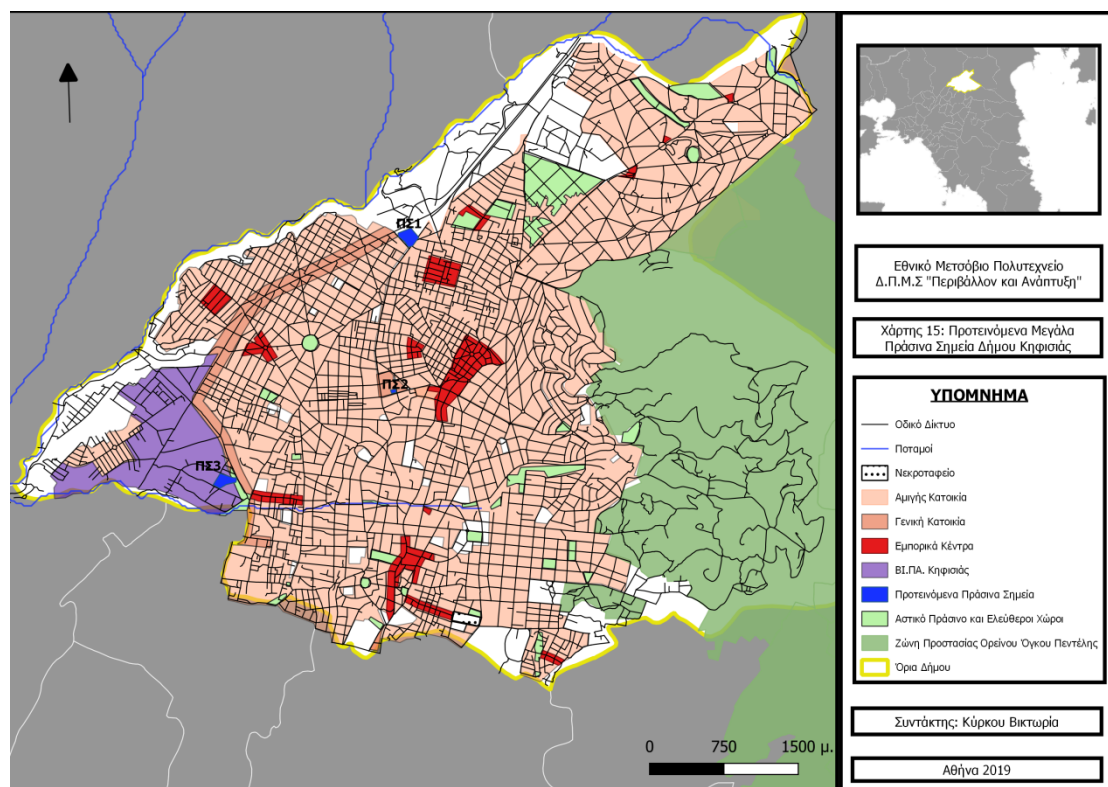 ΠΣ1
ΠΣ2
ΠΣ3
0 750 1500 μ.
Εθνικό Μετσόβιο Πολυτεχνείο
Δ.Π.Μ.Σ "Περιβάλλον και Ανάπτυξη"
Χάρτης 15: Προτεινόμενα Μεγάλα
Πράσινα Σημεία Δήμου Κηφισιάς
ΥΠΟΜΝΗΜΑ
Οδικό Δίκτυο
Ποταμοί
Νεκροταφείο
Αμιγής Κατοικία
Γενική Κατοικία
Εμπορικά Κέντρα
ΒΙ.ΠΑ. Κηφισιάς
Προτεινόμενα Πράσινα Σημεία
Αστικό Πράσινο και Ελεύθεροι Χώροι
Ζώνη Προστασίας Ορείνου Όγκου Πεντέλης
Όρια Δήμου
Συντάκτης: Κύρκου Βικτωρία
Αθήνα 2019